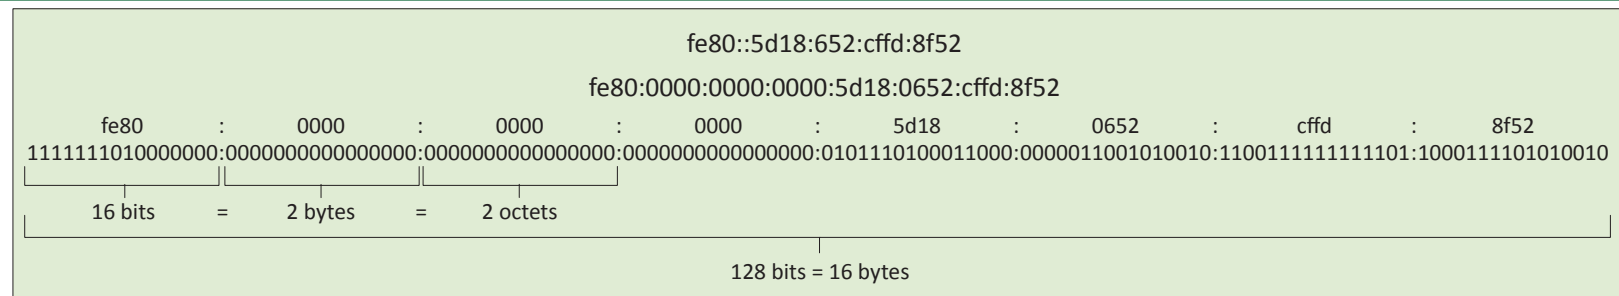 fe80::5d18:652:cffd:8f52
fe80:0000:0000:0000:5d18:0652:cffd:8f52
fe80 : 0000 : 0000 : 0000 : 5d18 : 0652 : cffd : 8f52
1111111010000000:0000000000000000:0000000000000000:0000000000000000:0101110100011000:0000011001010010:1100111111111101:1000111101010010
16 bits = 2 bytes = 2 octets
128 bits = 16 bytes